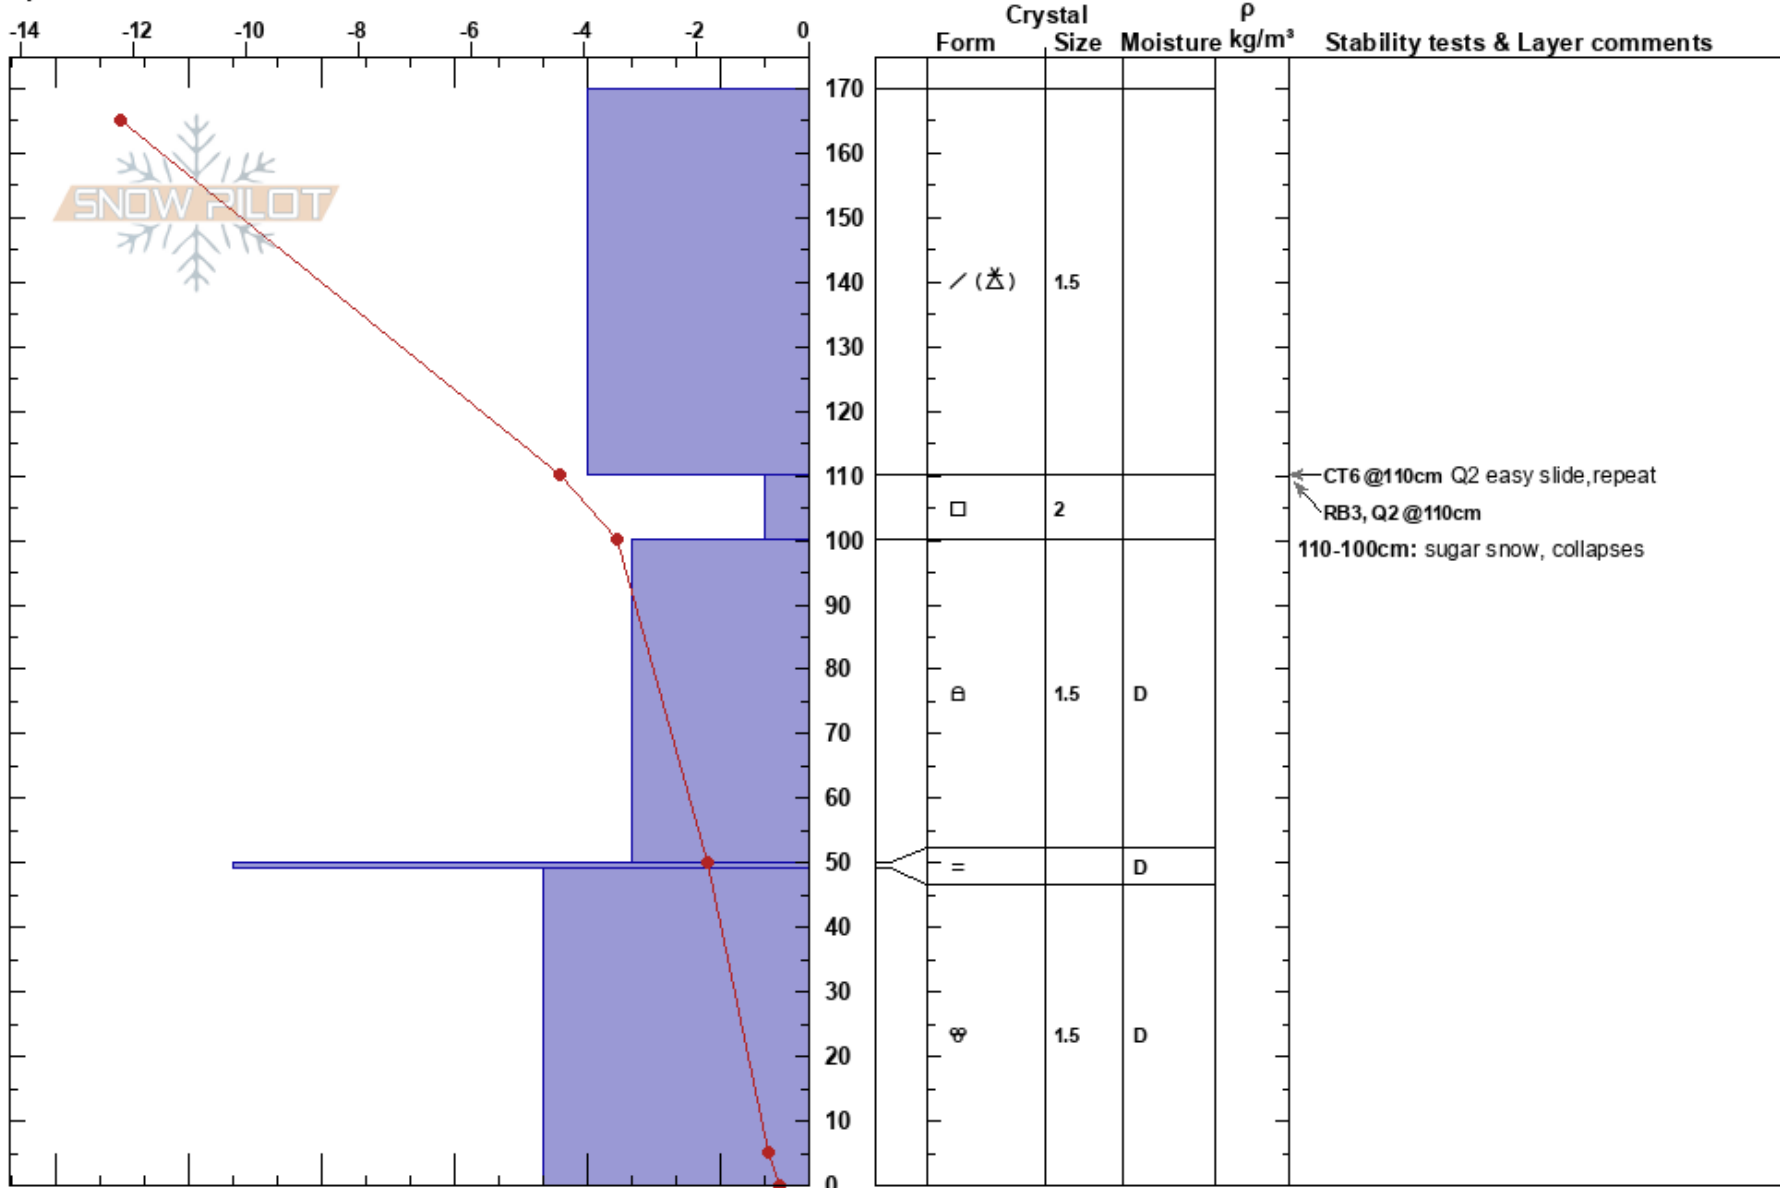 Crystal ρ
-14 -12 -10 -8 -6 -4 -2 0 Form Size Moisture kg/m³ Stability tests & Layer comments
170
160
SNOW PILOT
150
140 / ( ) 1.5
130
120
110 CT6 @110cm Q2 easy slide,repeat
□ 2 RB3, Q2 @110cm
100 110-100cm: sugar snow, collapses
90
80
1.5 D
70
60
50 = D
40
30
1.5 D
20
10
0